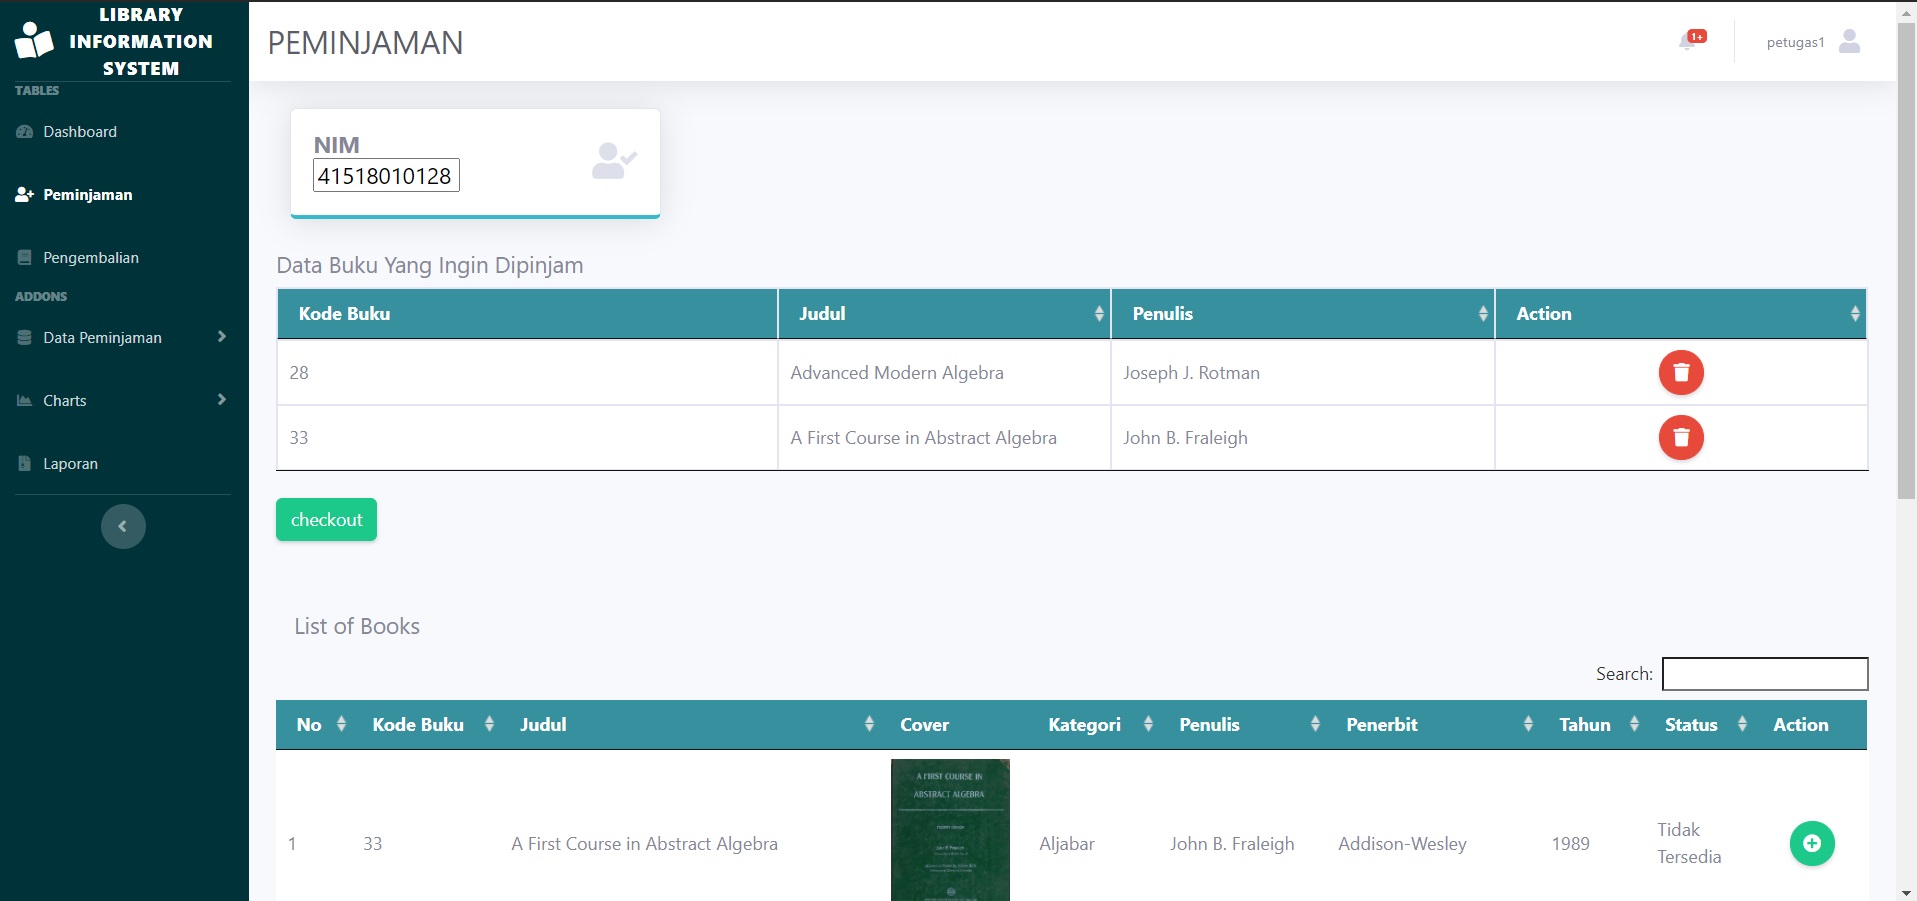 LIBRARY
INFORMATION
SYSTEM
TABLES
Dashboard
Peminjaman
Pengembalian
ADDONS
Data Peminjaman
Charts
Laporan
PEMINJAMAN
1+
petugas1
NIM
41518010128
Data Buku Yang Ingin Dipinjam
Kode Buku Judul Penulis Action
28 Advanced Modern Algebra Joseph J. Rotman
33 A First Course in Abstract Algebra John B. Fraleigh
checkout
List of Books
Search:
No Kode Buku Judul Cover Kategori Penulis Penerbit Tahun Status Action
A FIRST COURSE IN
ABSTRACT ALGEBRA
1 33 A First Course in Abstract Algebra Aljabar John B. Fraleigh Addison-Wesley 1989 Tidak
Tersedia